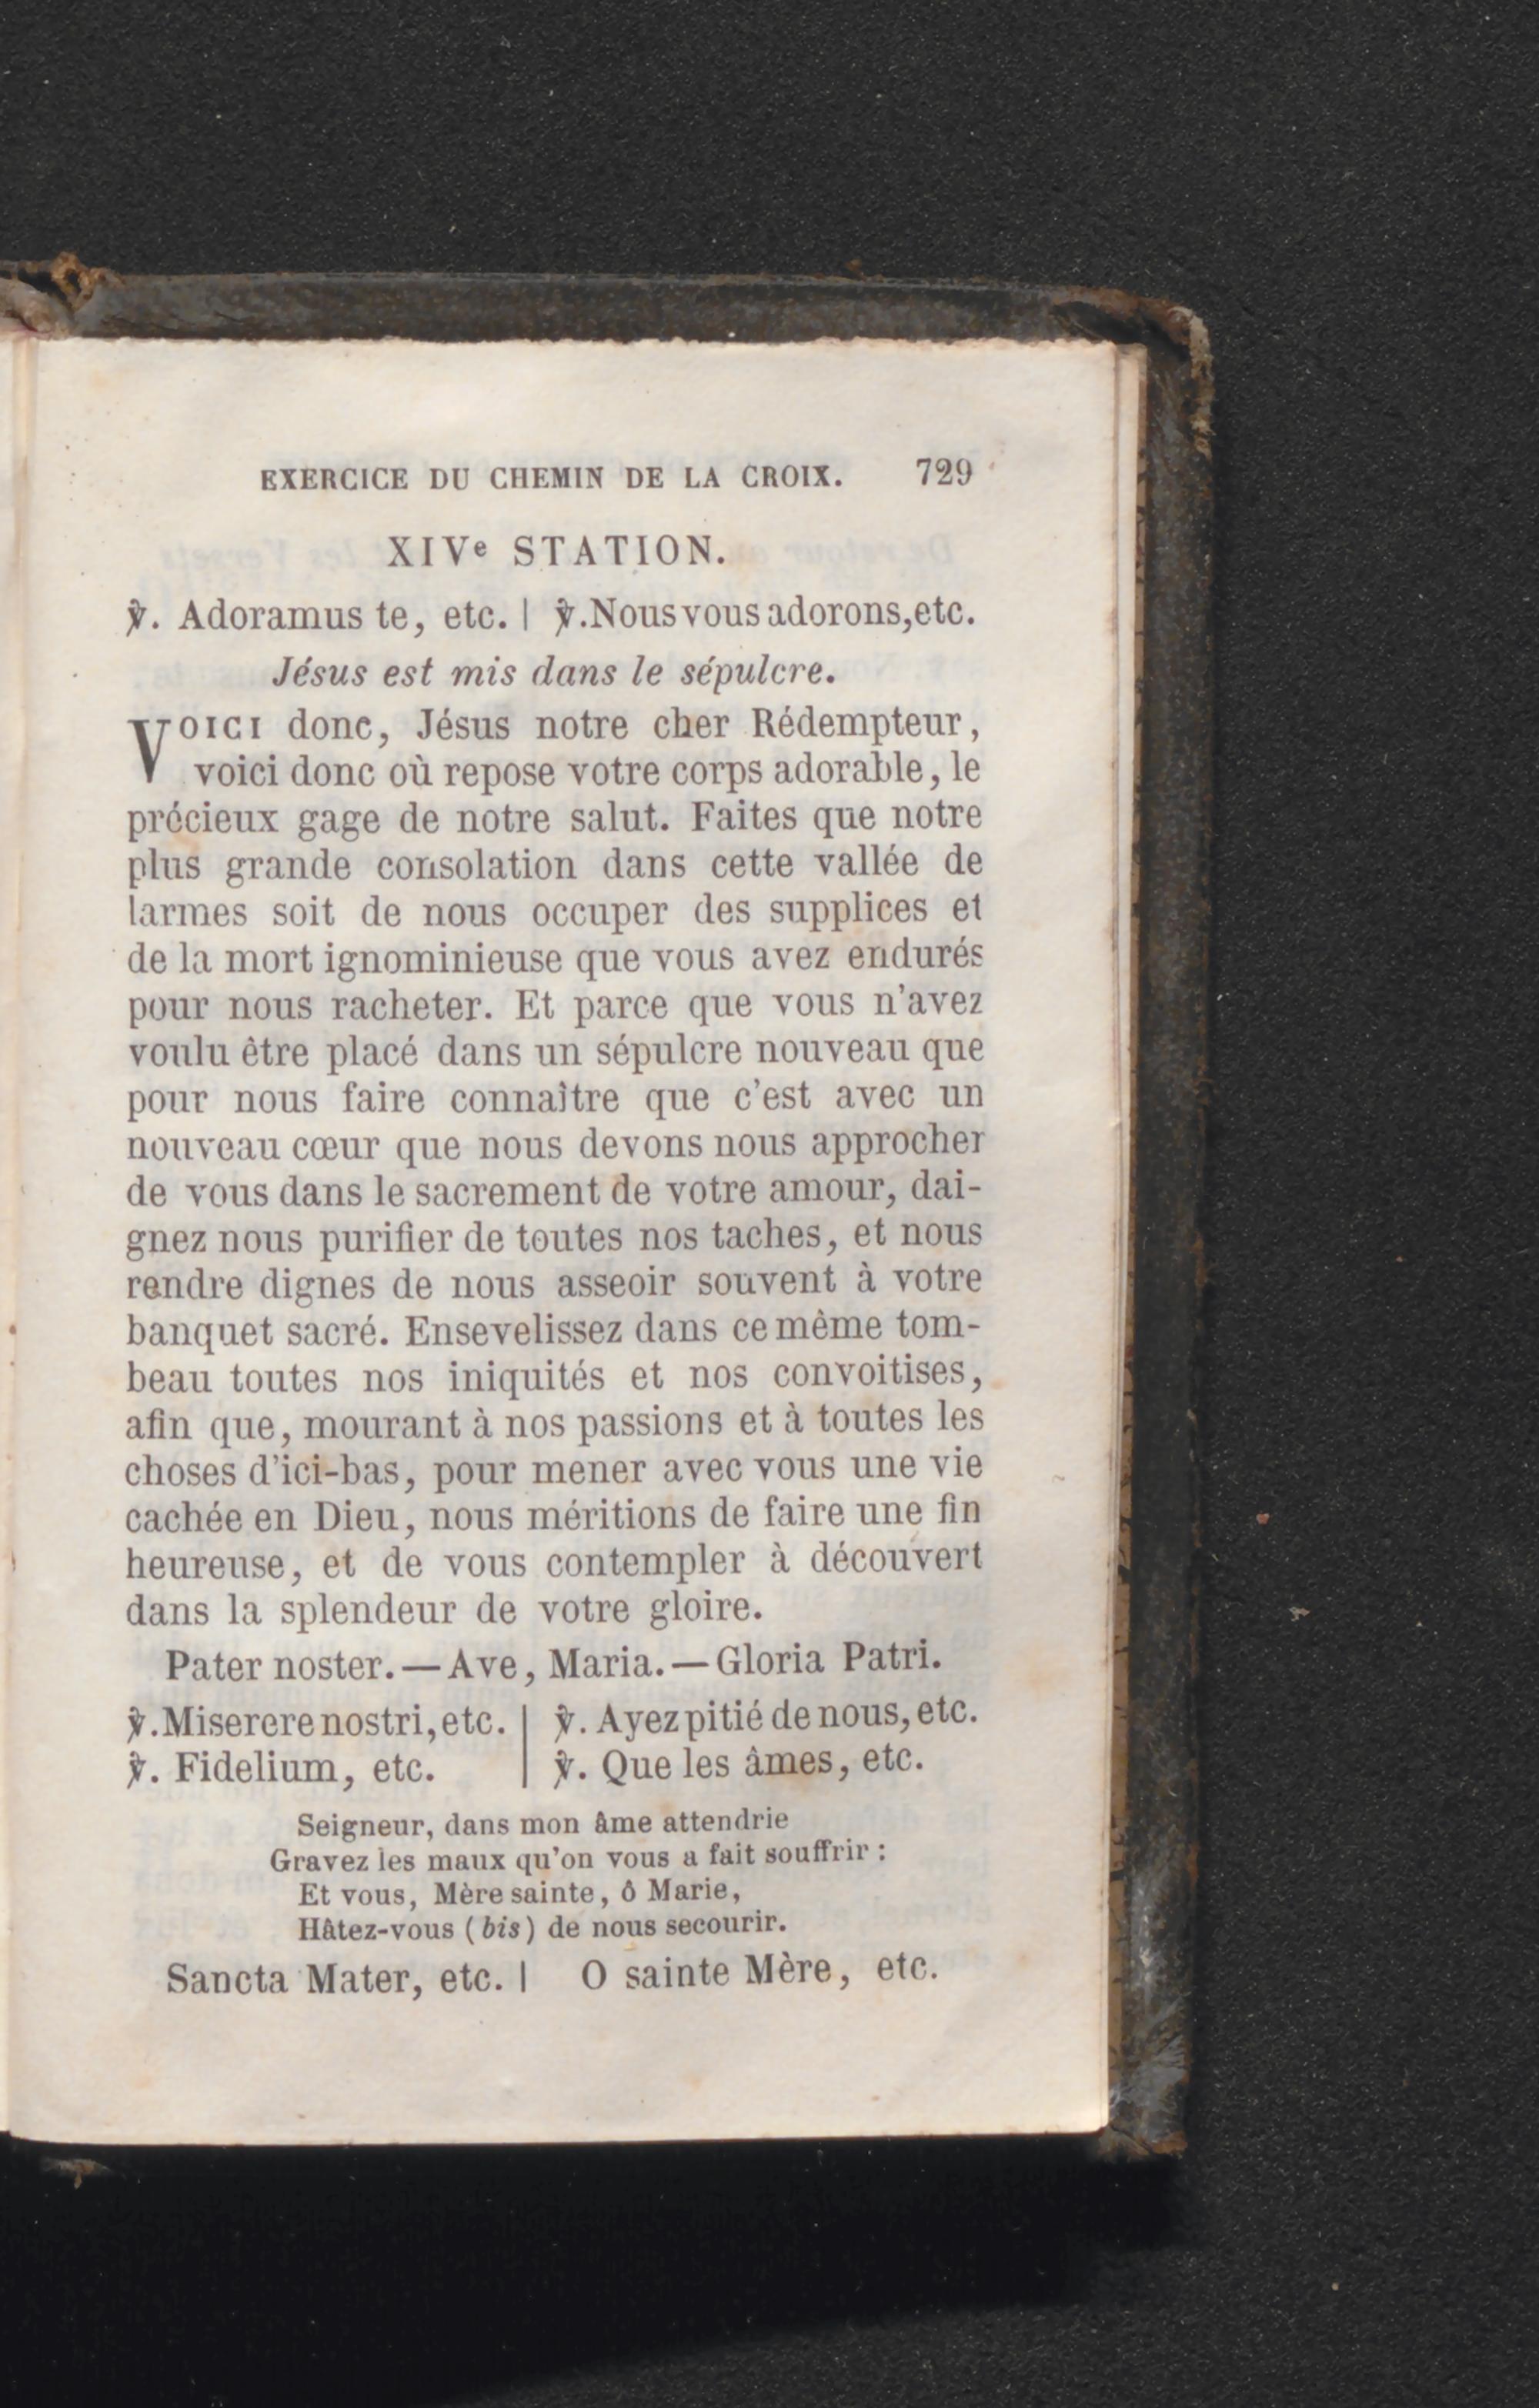 EXERCICE DU CHEMIN DE LA CROIX. 729
XIVe STATION.
℣. Adoramus te, etc. | ℣. Nous vous adorons, etc.
Jésus est mis dans le sépulcre.
VOICI donc, Jésus notre cher Rédempteur,
voici donc où repose votre corps adorable, le
précieux gage de notre salut. Faites que notre
plus grande consolation dans cette vallée de
larmes soit de nous occuper des supplices et
de la mort ignominieuse que vous avez endurés
pour nous racheter. Et parce que vous n'avez
voulu être placé dans un sépulcre nouveau que
pour nous faire connaître que c'est avec un
nouveau cœur que nous devons nous approcher
de vous dans le sacrement de votre amour, dai-
gnez nous purifier de toutes nos taches, et nous
rendre dignes de nous asseoir souvent à votre
banquet sacré. Ensevelissez dans ce même tom-
beau toutes nos iniquités et nos convoitises,
afin que, mourant à nos passions et à toutes les
choses d'ici-bas, pour mener avec vous une vie
cachée en Dieu, nous méritions de faire une fin
heureuse, et de vous contempler à découvert
dans la splendeur de votre gloire.
Pater noster.—Ave, Maria.—Gloria Patri.
℣. Miserere nostri, etc. | ℣. Ayez pitié de nous, etc.
℣. Fidelium, etc. | ℣. Que les âmes, etc.
Seigneur, dans mon âme attendrie
Gravez les maux qu'on vous a fait souffrir :
Et vous, Mère sainte, ô Marie,
Hâtez-vous (bis) de nous secourir.
Sancta Mater, etc. | O sainte Mère, etc.